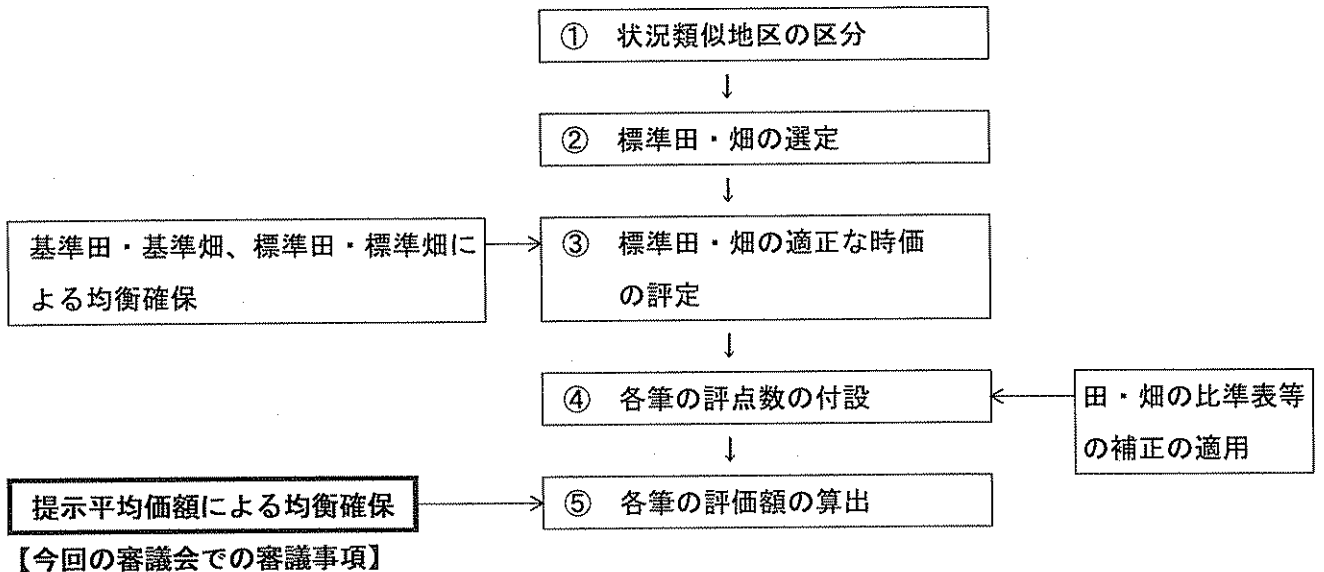 ① 状況類似地区の区分
↓
② 標準田・畑の選定
↓
基準田・基準畑、標準田・標準畑に
よる均衡確保
③ 標準田・畑の適正な時価
の評定
↓
④ 各筆の評点数の付設
田・畑の比準表等
の補正の適用
↓
提示平均価額による均衡確保
⑤ 各筆の評価額の算出
【今回の審議会での審議事項】